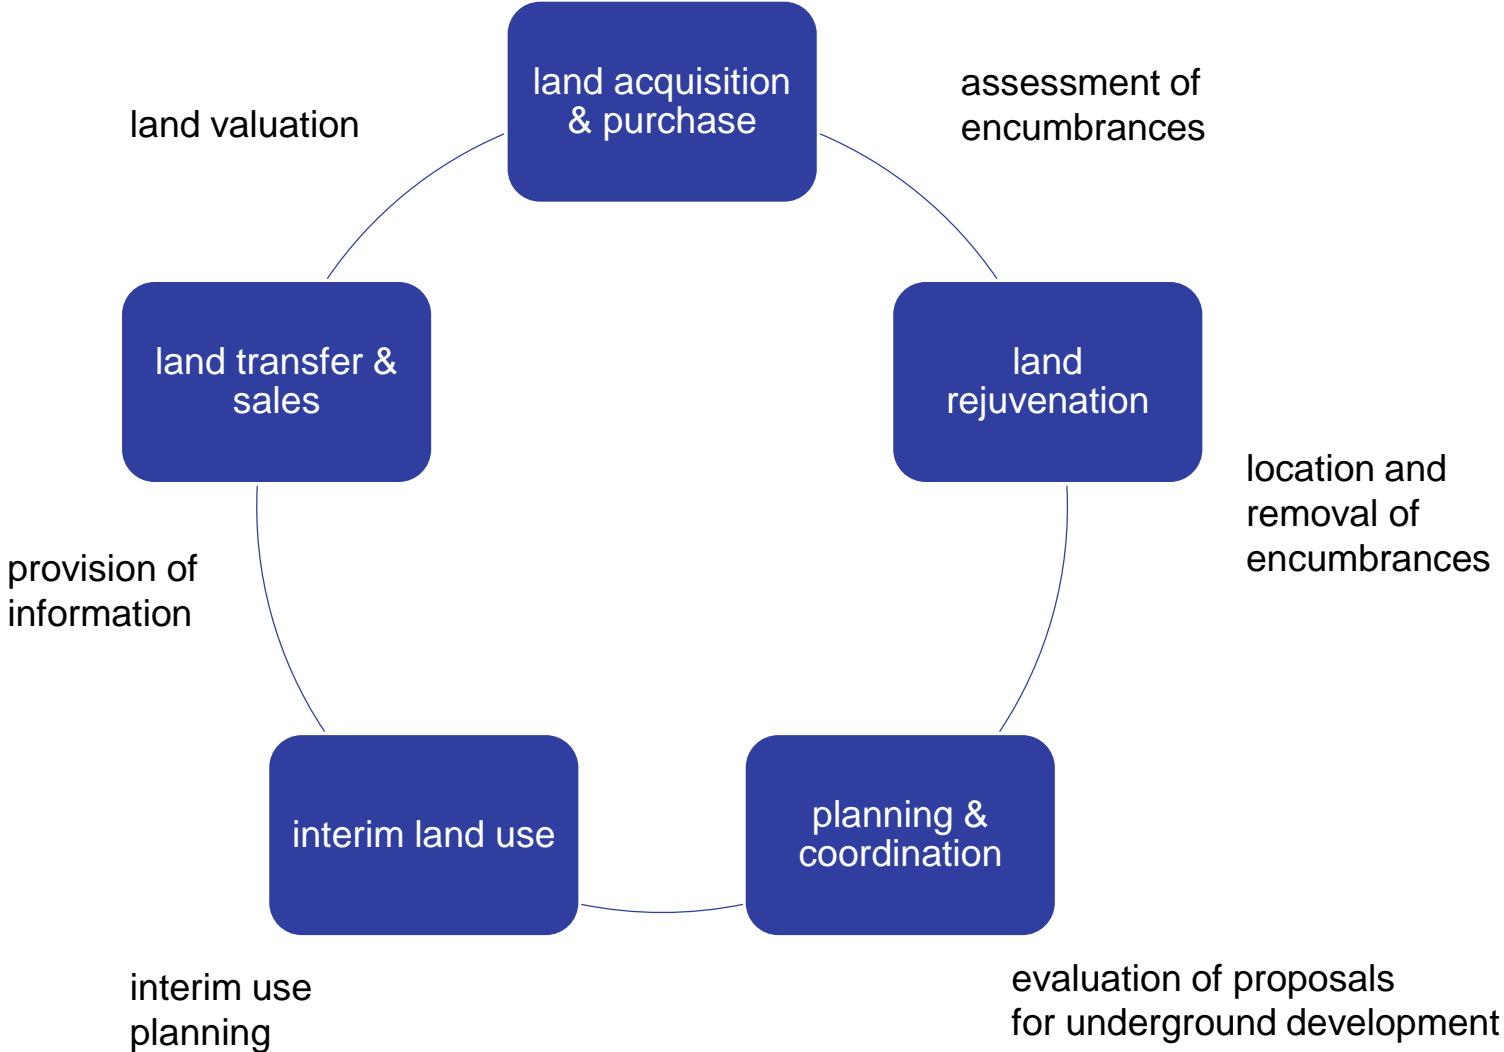 land acquisition
& purchase
assessment of
encumbrances
land valuation
land transfer &
sales
land
rejuvenation
location and
removal of
encumbrances
provision of
information
interim land use
planning &
coordination
interim use
planning
evaluation of proposals
for underground development